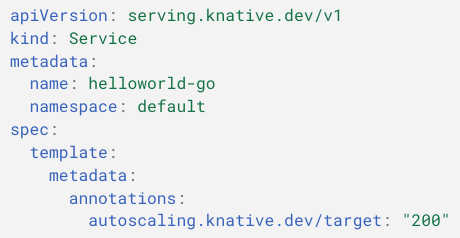 apiVersion: serving.knative.dev/v1
kind: Service
metadata:
  name: helloworld-go
  namespace: default
spec:
  template:
    metadata:
      annotations:
        autoscaling.knative.dev/target: "200"